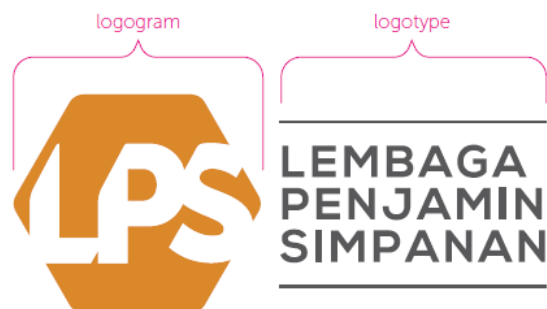 logogram
logotype
LPS
LEMBAGA
PENJAMIN
SIMPANAN